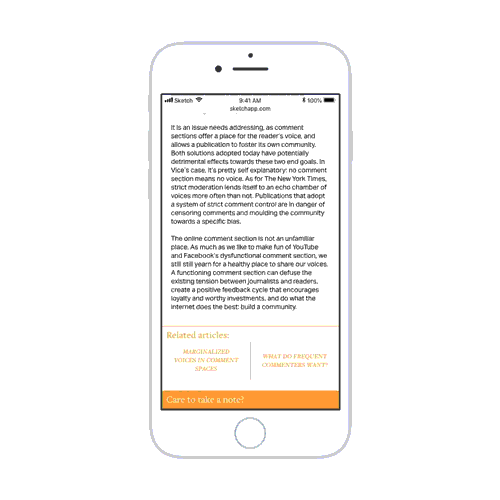 Sketch
9:41 AM
100%
sketchapp.com
It is an issue needs addressing, as comment
sections offer a place for the reader's voice, and
allows a publication to foster its own community.
Both solutions adopted today have potentially
detrimental effects towards these two end goals. In
Vice's case, it's pretty self explanatory: no comment
section means no voice. As for The New York Times,
strict moderation lends itself to an echo chamber of
voices more often than not. Publications that adopt
a system of strict comment control are in danger of
censoring comments and moulding the community
towards a specific bias.
The online comment section is not an unfamiliar
place. As much as we like to make fun of YouTube
and Facebook's dysfunctional comment section, we
still still yearn for a healthy place to share our voices.
A functioning comment section can defuse the
existing tension between journalists and readers,
create a positive feedback cycle that encourages
loyalty and worthy investments, and do what the
internet does the best: build a community.
Related articles:
MARGINALIZED
VOICES IN COMMENT
SPACES
WHAT DO FREQUENT
COMMENTERS WANT?
Care to take a note?